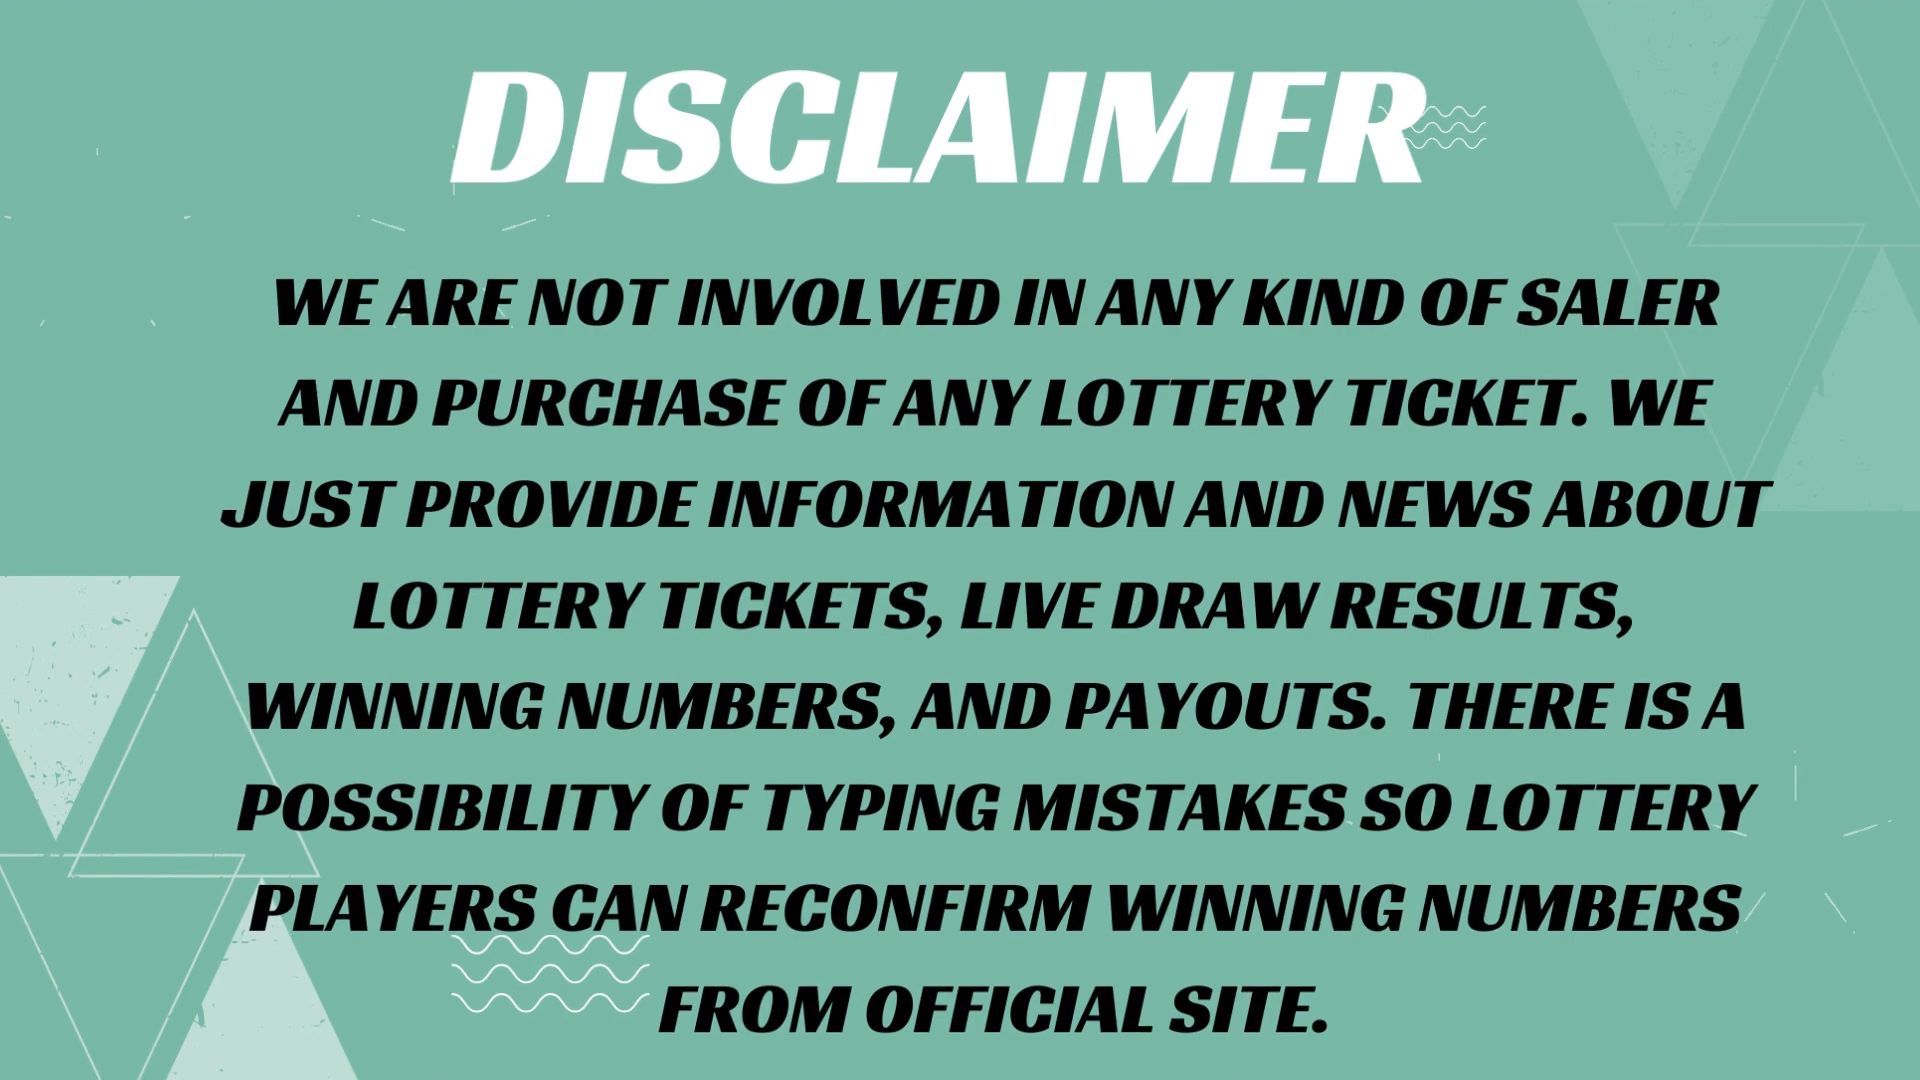 DISCLAIMER
WE ARE NOT INVOLVED IN ANY KIND OF SALER
AND PURCHASE OF ANY LOTTERY TICKET. WE
JUST PROVIDE INFORMATION AND NEWS ABOUT
LOTTERY TICKETS, LIVE DRAW RESULTS,
WINNING NUMBERS, AND PAYOUTS. THERE IS A
POSSIBILITY OF TYPING MISTAKES SO LOTTERY
PLAYERS CAN RECONFIRM WINNING NUMBERS
FROM OFFICIAL SITE.